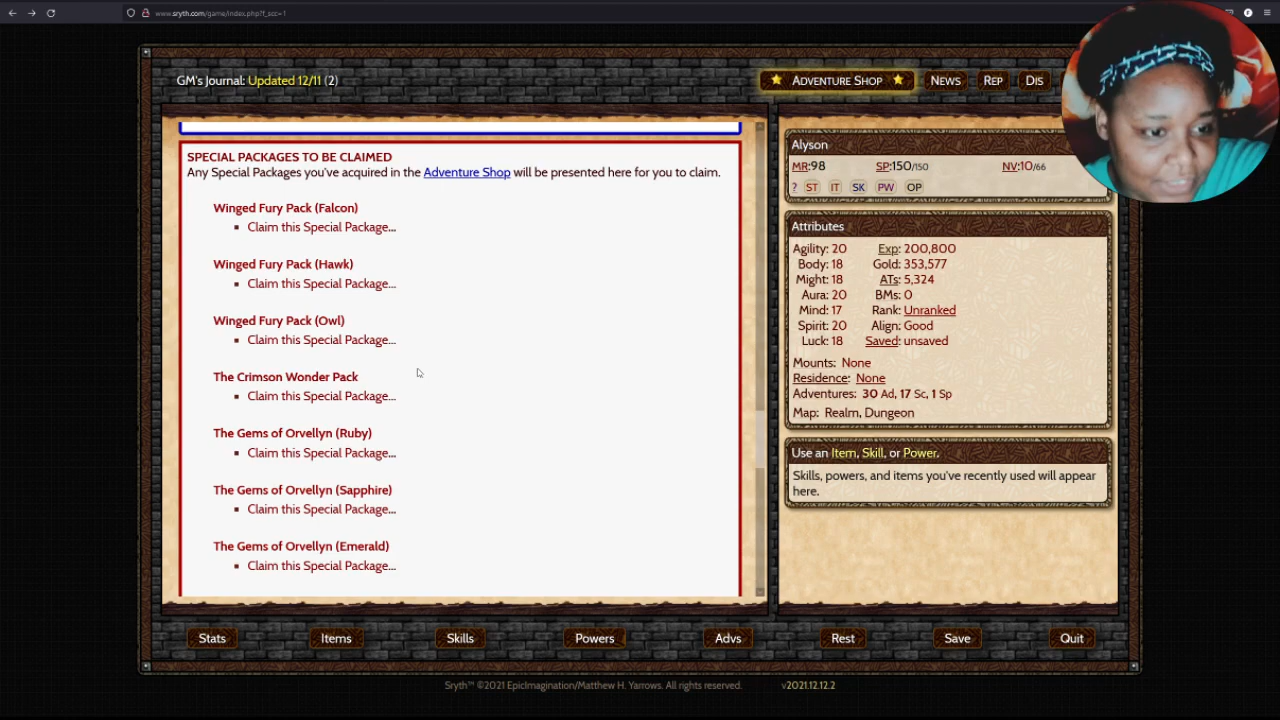 www.sryth.com/game/index.php?f_scc=1
GM's Journal: Updated 12/11 (2)
ADVENTURE SHOP
NEWS
REP
DIS
SPECIAL PACKAGES TO BE CLAIMED
Any Special Packages you've acquired in the Adventure Shop will be presented here for you to claim.
Winged Fury Pack (Falcon)
Claim this Special Package...
Winged Fury Pack (Hawk)
Claim this Special Package...
Winged Fury Pack (Owl)
Claim this Special Package...
The Crimson Wonder Pack
Claim this Special Package...
The Gems of Orvellyn (Ruby)
Claim this Special Package...
The Gems of Orvellyn (Sapphire)
Claim this Special Package...
The Gems of Orvellyn (Emerald)
Claim this Special Package...
Alyson
MR:98 SP:150/150 NV:10/66
? ST IT SK PW OP
Attributes
Agility: 20 Exp: 200,800
Body: 18 Gold: 353,577
Might: 18 ATs: 5,324
Aura: 20 BMs: 0
Mind: 17 Rank: Unranked
Spirit: 20 Align: Good
Luck: 18 Saved: unsaved
Mounts: None
Residence: None
Adventures: 30 Ad, 17 Sc, 1 Sp
Map: Realm, Dungeon
Use an Item, Skill, or Power.
Skills, powers, and items you've recently used will appear
here.
Stats Items Skills Powers Advs Rest Save Quit
Sryth™ ©2021 EpicImagination/Matthew H. Yarrows. All rights reserved. v2021.12.12.2